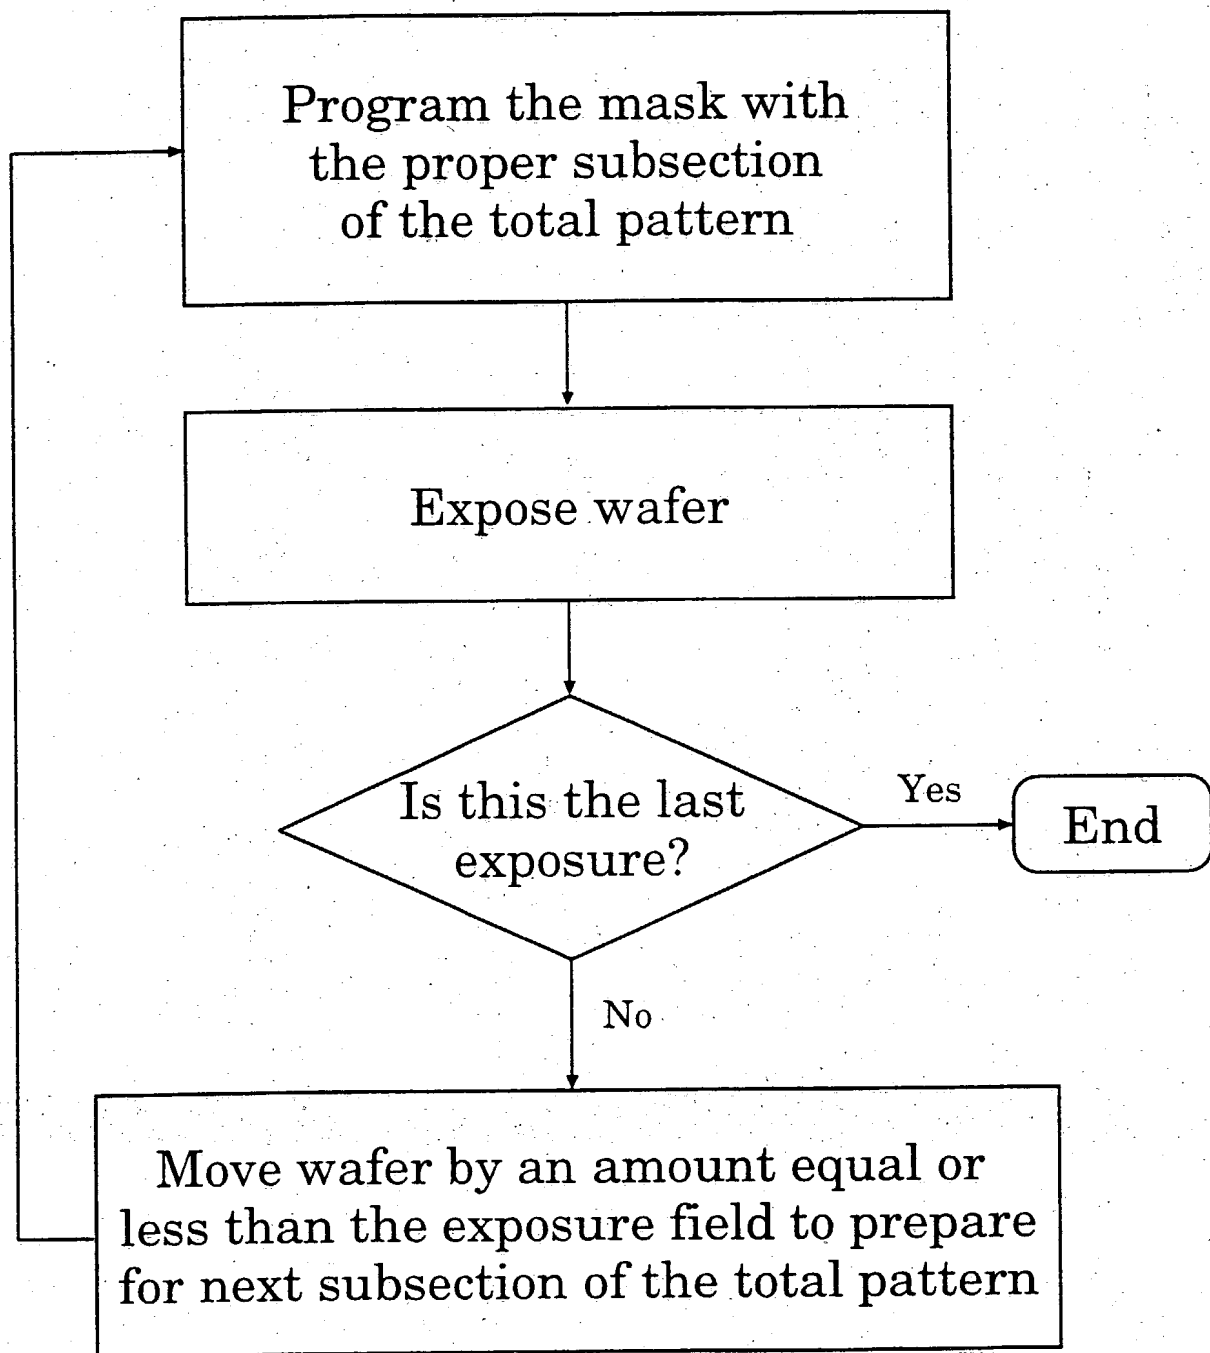 Program the mask with
the proper subsection
of the total pattern
Expose wafer
Is this the last
exposure?
Yes
End
No
Move wafer by an amount equal or
less than the exposure field to prepare
for next subsection of the total pattern